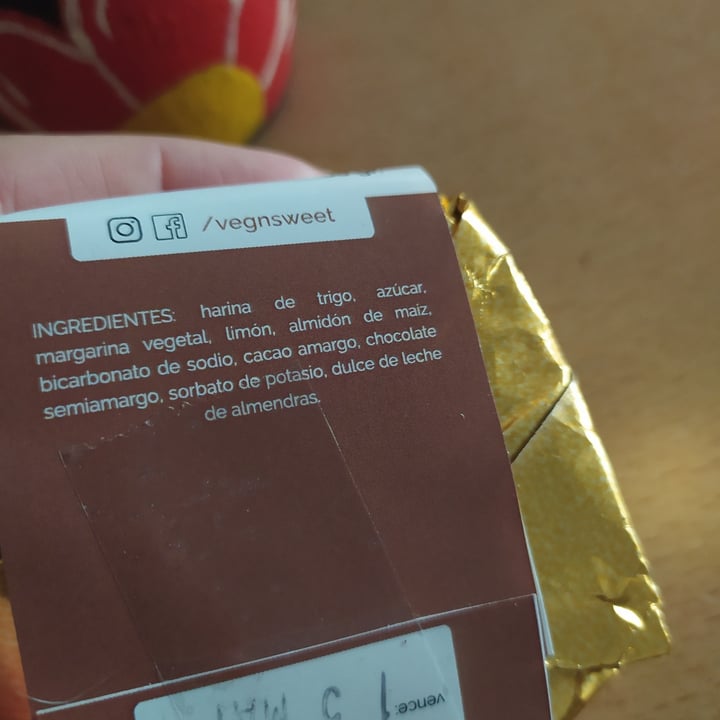 /vegnsweet
INGREDIENTES: harina de trigo, azúcar,
margarina vegetal, limón, almidón de maiz,
bicarbonato de sodio, cacao amargo, chocolate
semiamargo, sorbato de potasio, dulce de leche
de almendras.
vence: